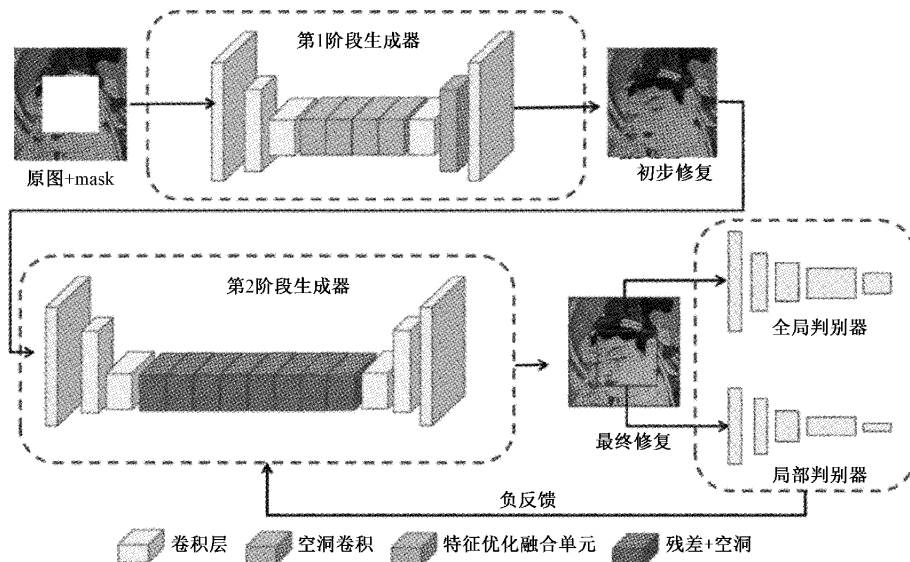 第1阶段生成器
原图+mask
初步修复
第2阶段生成器
全局判别器
最终修复
局部判别器
负反馈
卷积层
空洞卷积
特征优化融合单元
残差+空洞